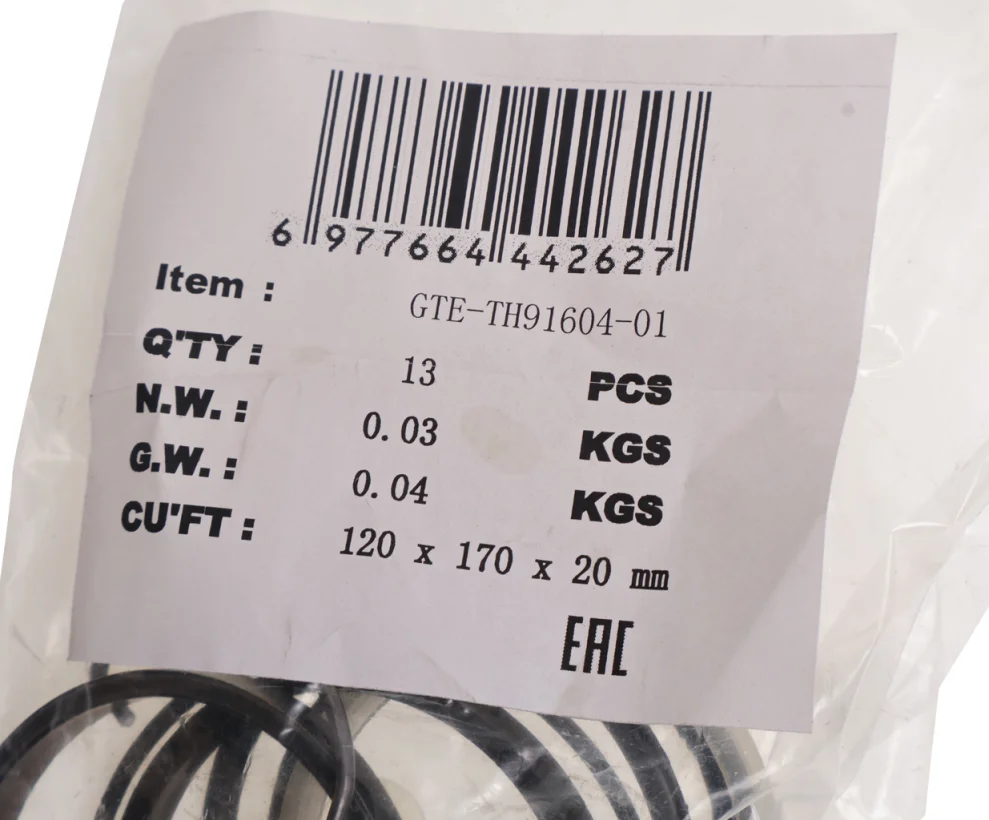 6 977664 442627
Item : GTE-TH91604-01
Q'TY : 13 PCS
N.W. : 0.03 KGS
G.W. : 0.04 KGS
CU'FT : 120 x 170 x 20 mm
EAC